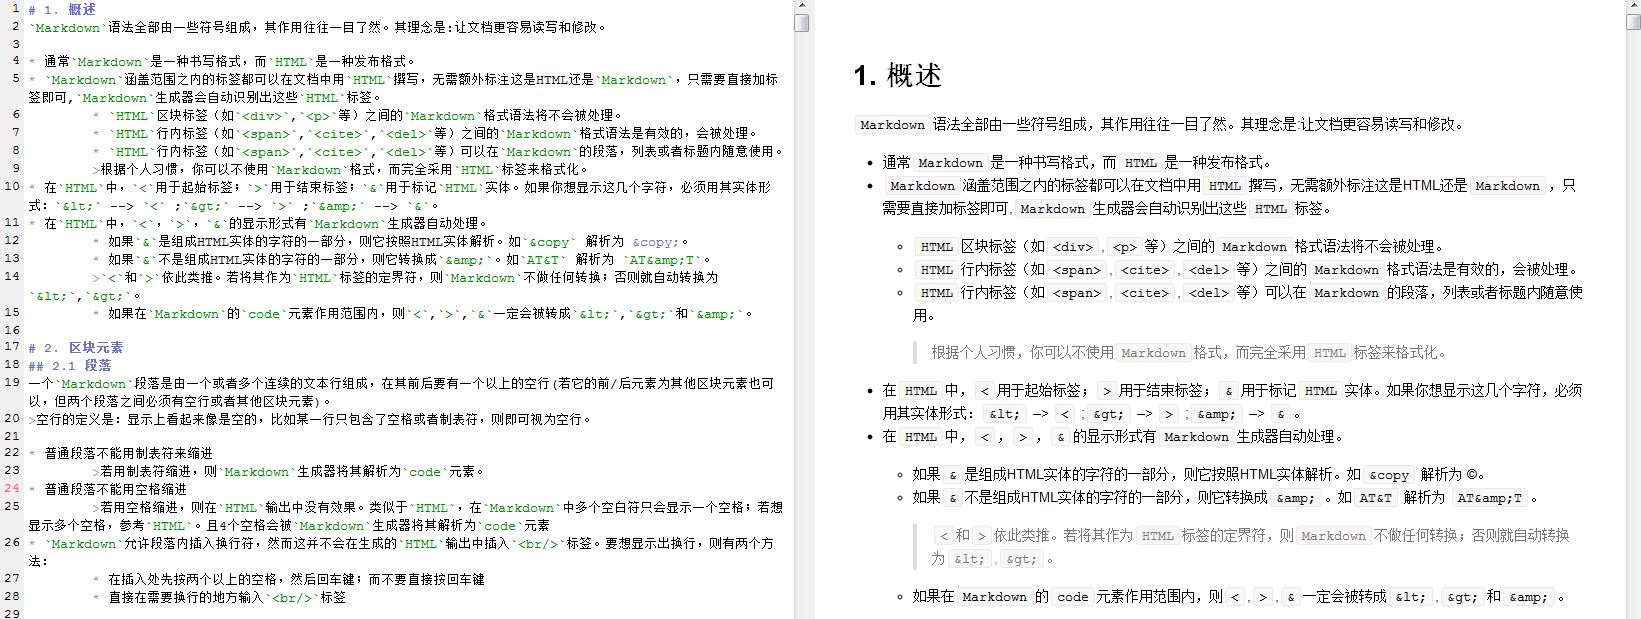 1 # 1. 概述
2 `Markdown`语法全部由一些符号组成，其作用往往一目了然。其理念是:让文档更容易读写和修改。
3
4 * 通常`Markdown`是一种书写格式，而`HTML`是一种发布格式。
5 * `Markdown`涵盖范围之内的标签都可以在文档中用`HTML`撰写，无需额外标注这是HTML还是`Markdown`，只需要直接加标
签即可,`Markdown`生成器会自动识别出这些`HTML`标签。
6 * `HTML`区块标签（如`<div>`,`<p>`等）之间的`Markdown`格式语法将不会被处理。
7 * `HTML`行内标签（如`<span>`,`<cite>`,`<del>`等）之间的`Markdown`格式语法是有效的，会被处理。
8 * `HTML`行内标签（如`<span>`,`<cite>`,`<del>`等）可以在`Markdown`的段落，列表或者标题内随意使用。
9 >根据个人习惯，你可以不使用`Markdown`格式，而完全采用`HTML`标签来格式化。
10 * 在`HTML`中，`<`用于起始标签；`>`用于结束标签；`&`用于标记`HTML`实体。如果你想显示这几个字符，必须用其实体形
式：`&lt;` --> `<` ;`&gt;` --> `>` ;`&amp;` --> `&`。
11 * 在`HTML`中，`<`，`>`，`&`的显示形式有`Markdown`生成器自动处理。
12 * 如果`&`是组成HTML实体的字符的一部分，则它按照HTML实体解析。如`&copy` 解析为 &copy;。
13 * 如果`&`不是组成HTML实体的字符的一部分，则它转换成`&amp;`。如`AT&T` 解析为 `AT&amp;T`。
14 >`<`和`>`依此类推。若将其作为`HTML`标签的定界符，则`Markdown`不做任何转换；否则就自动转换为
`&lt;`,`&gt;`。
15 * 如果在`Markdown`的`code`元素作用范围内，则`<`,`>`,`&`一定会被转成`&lt;`,`&gt;`和`&amp;`。
16
17 # 2. 区块元素
18 ## 2.1 段落
19 一个`Markdown`段落是由一个或者多个连续的文本行组成，在其前后要有一个以上的空行(若它的前/后元素为其他区块元素也可
以，但两个段落之间必须有空行或者其他区块元素)。
20 >空行的定义是：显示上看起来像是空的，比如某一行只包含了空格或者制表符，则即可视为空行。
21
22 * 普通段落不能用制表符来缩进
23 >若用制表符缩进，则`Markdown`生成器将其解析为`code`元素。
24 * 普通段落不能用空格缩进
25 >若用空格缩进，则在`HTML`输出中没有效果。类似于`HTML`，在`Markdown`中多个空白符只会显示一个空格；若想
显示多个空格，参考`HTML`。且4个空格会被`Markdown`生成器将其解析为`code`元素
26 * `Markdown`允许段落内插入换行符，然而这并不会在生成的`HTML`输出中插入`<br/>`标签。要想显示出换行，则有两个方
法：
27 * 在插入处先按两个以上的空格，然后回车键；而不要直接按回车键
28 * 直接在需要换行的地方输入`<br/>`标签
29
1. 概述
Markdown 语法全部由一些符号组成，其作用往往一目了然。其理念是:让文档更容易读写和修改。
• 通常 Markdown 是一种书写格式，而 HTML 是一种发布格式。
• Markdown 涵盖范围之内的标签都可以在文档中用 HTML 撰写，无需额外标注这是HTML还是 Markdown ，只
需要直接加标签即可, Markdown 生成器会自动识别出这些 HTML 标签。
◦ HTML 区块标签（如 <div> , <p> 等）之间的 Markdown 格式语法将不会被处理。
◦ HTML 行内标签（如 <span> , <cite> , <del> 等）之间的 Markdown 格式语法是有效的，会被处理。
◦ HTML 行内标签（如 <span> , <cite> , <del> 等）可以在 Markdown 的段落，列表或者标题内随意使
用。
根据个人习惯，你可以不使用 Markdown 格式，而完全采用 HTML 标签来格式化。
• 在 HTML 中， < 用于起始标签； > 用于结束标签； & 用于标记 HTML 实体。如果你想显示这几个字符，必须
用其实体形式： &lt; –> < ; &gt; –> > ; &amp; –> & 。
• 在 HTML 中， < ， > ， & 的显示形式有 Markdown 生成器自动处理。
◦ 如果 & 是组成HTML实体的字符的一部分，则它按照HTML实体解析。如 &copy 解析为 ©。
◦ 如果 & 不是组成HTML实体的字符的一部分，则它转换成 &amp; 。如 AT&T 解析为 AT&amp;T 。
< 和 > 依此类推。若将其作为 HTML 标签的定界符，则 Markdown 不做任何转换；否则就自动转换
为 &lt; , &gt; 。
◦ 如果在 Markdown 的 code 元素作用范围内，则 < , > , & 一定会被转成 &lt; , &gt; 和 &amp; 。